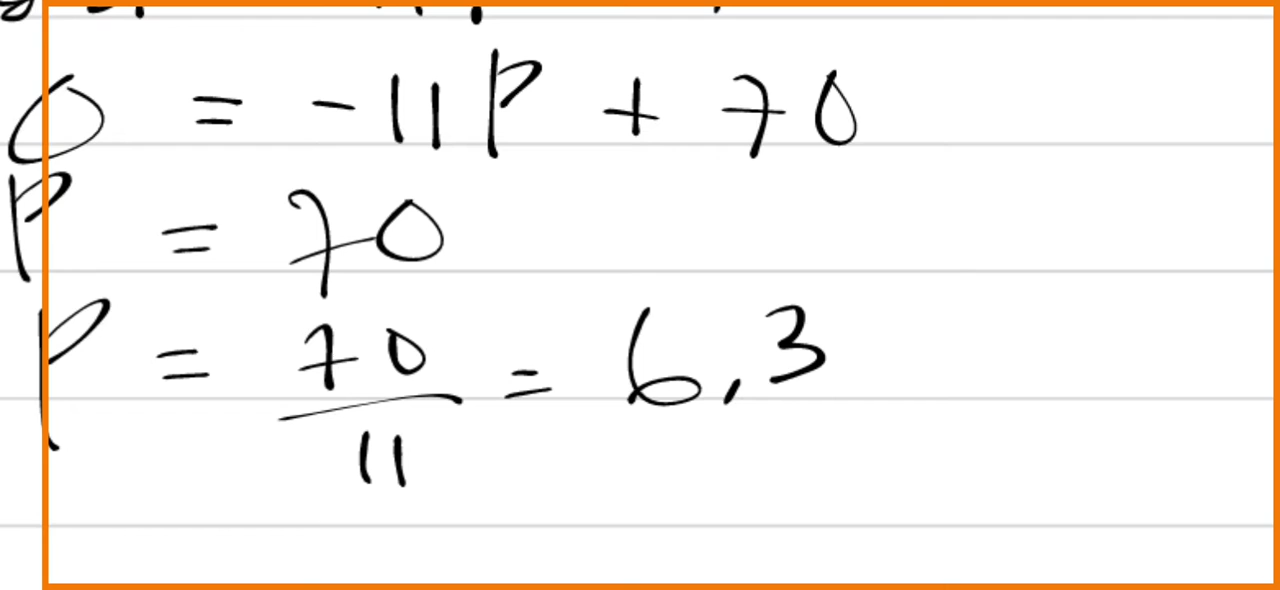 0 = -11P + 70
P = 70
P = 70/11 = 6,3